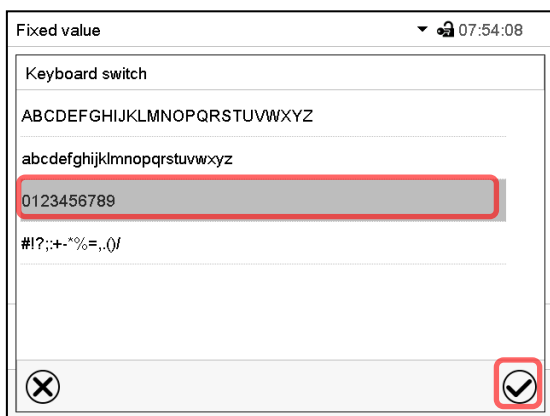 Fixed value 07:54:08
Keyboard switch
ABCDEFGHIJKLMNOPQRSTUVWXYZ
abcdefghijklmnopqrstuvwxyz
0123456789
#!?;:+-*%=,.()/